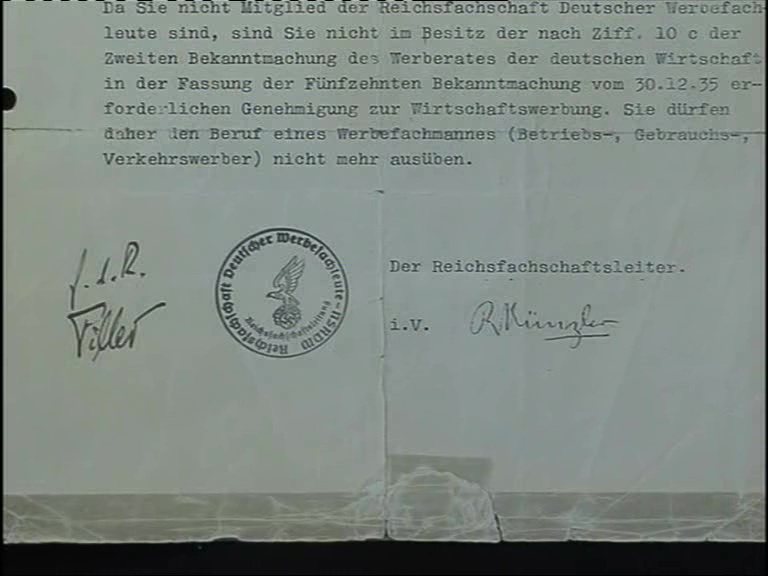 Da Sie nicht Mitglied der Reichsfachschaft Deutscher Werbefach-
leute sind, sind Sie nicht im Besitz der nach Ziff. 10 c der
Zweiten Bekanntmachung des Werberates der deutschen Wirtschaft
in der Fassung der Fünfzehnten Bekanntmachung vom 30.12.35 er-
forderlichen Genehmigung zur Wirtschaftswerbung. Sie dürfen
daher den Beruf eines Werbefachmannes (Betriebs-, Gebrauchs-,
Verkehrswerber) nicht mehr ausüben.
f.d.R.
Reichsfachschaft Deutscher Werbefachleute-NSRDW
Reichsfachschaftsleitung
Der Reichsfachschaftsleiter.
i.V. R Künzler